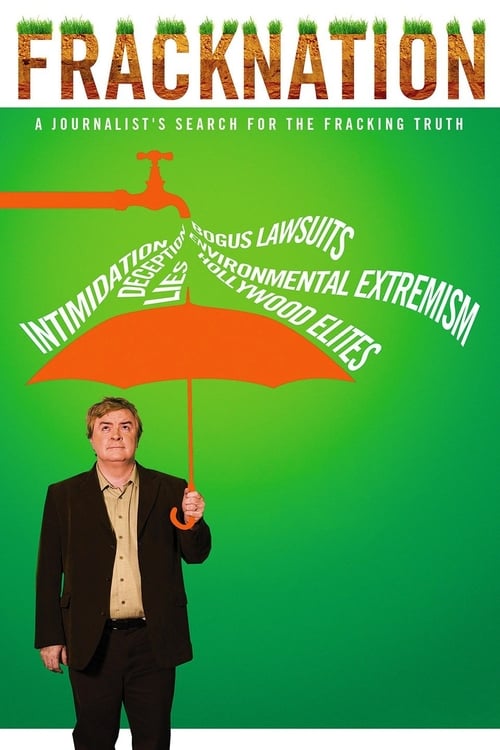 FRACKNATION
A JOURNALIST'S SEARCH FOR THE FRACKING TRUTH
INTIMIDATION
DECEPTION
LIES
BOGUS LAWSUITS
ENVIRONMENTAL EXTREMISM
HOLLYWOOD ELITES